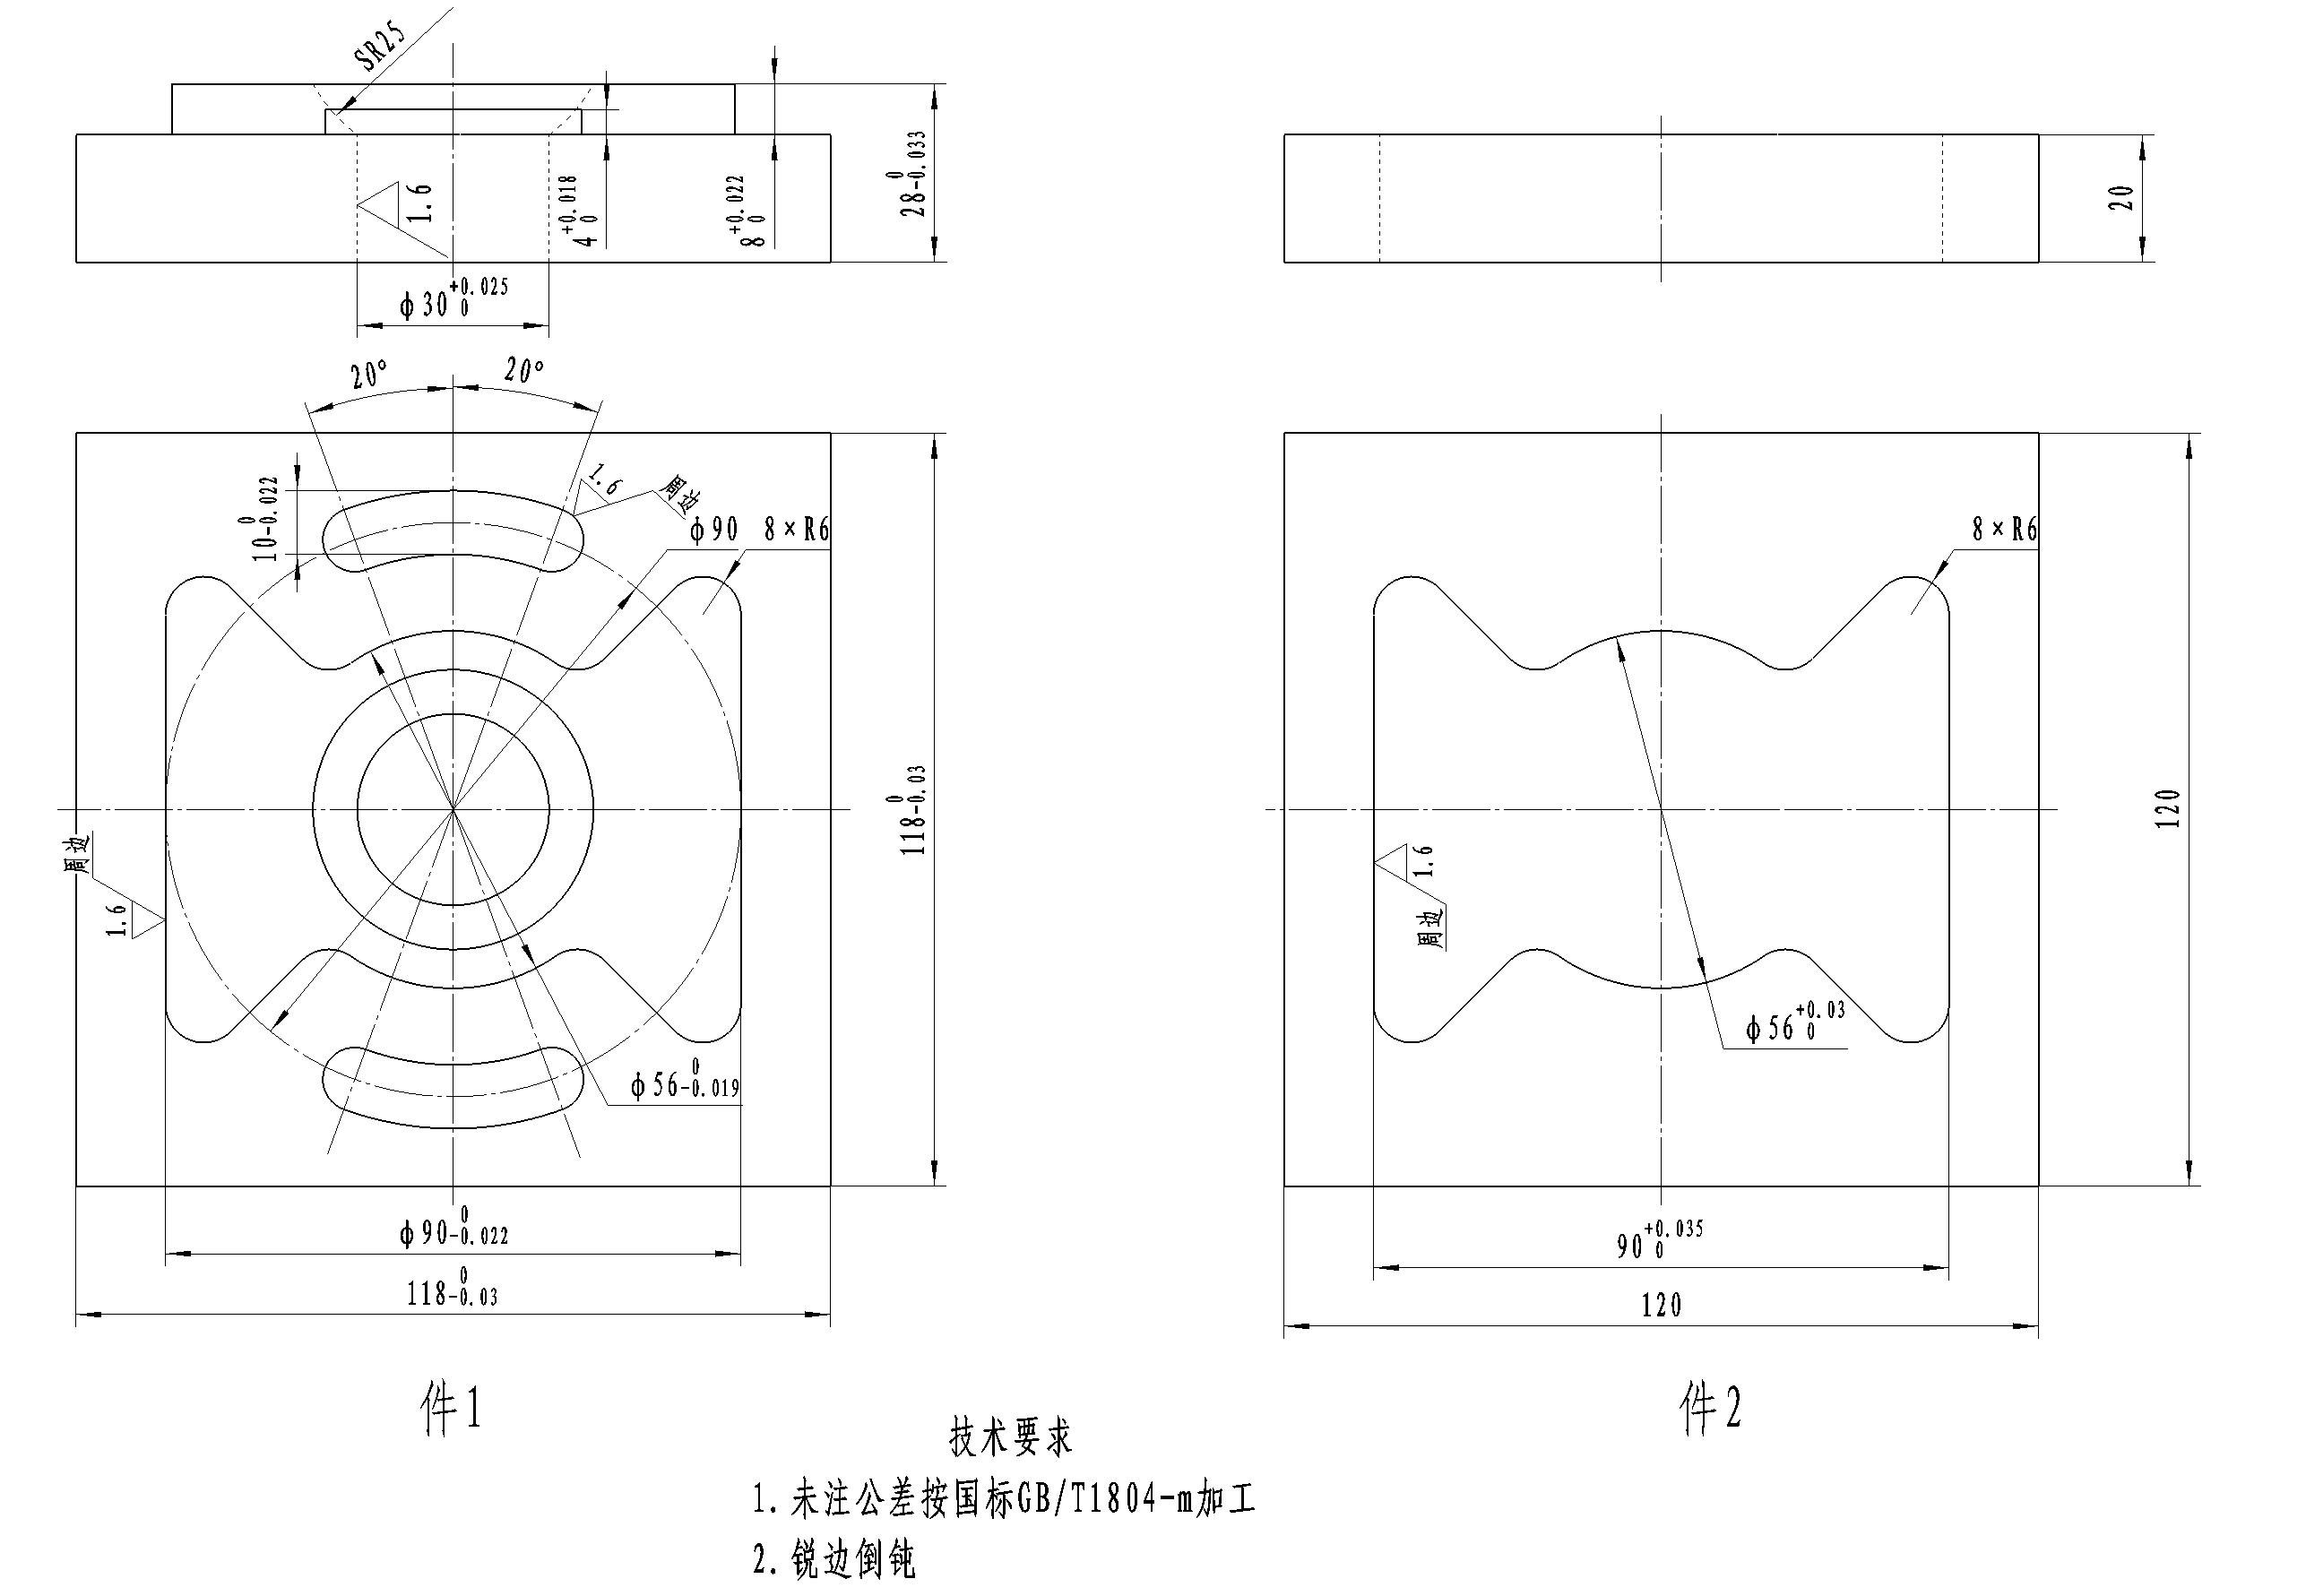 SR25
1.6
4 +0.018 0
8 +0.022 0
28 0 -0.033
20
φ30 +0.025 0
20°
20°
10 0 -0.022
1.6
周边
φ90
8×R6
8×R6
118 0 -0.03
周边
1.6
1.6
周边
120
φ56 +0.03 0
φ56 0 -0.019
φ90 0 -0.022
90 +0.035 0
118 0 -0.03
120
件1
件2
技术要求
1.未注公差按国标GB/T1804-m加工
2.锐边倒钝